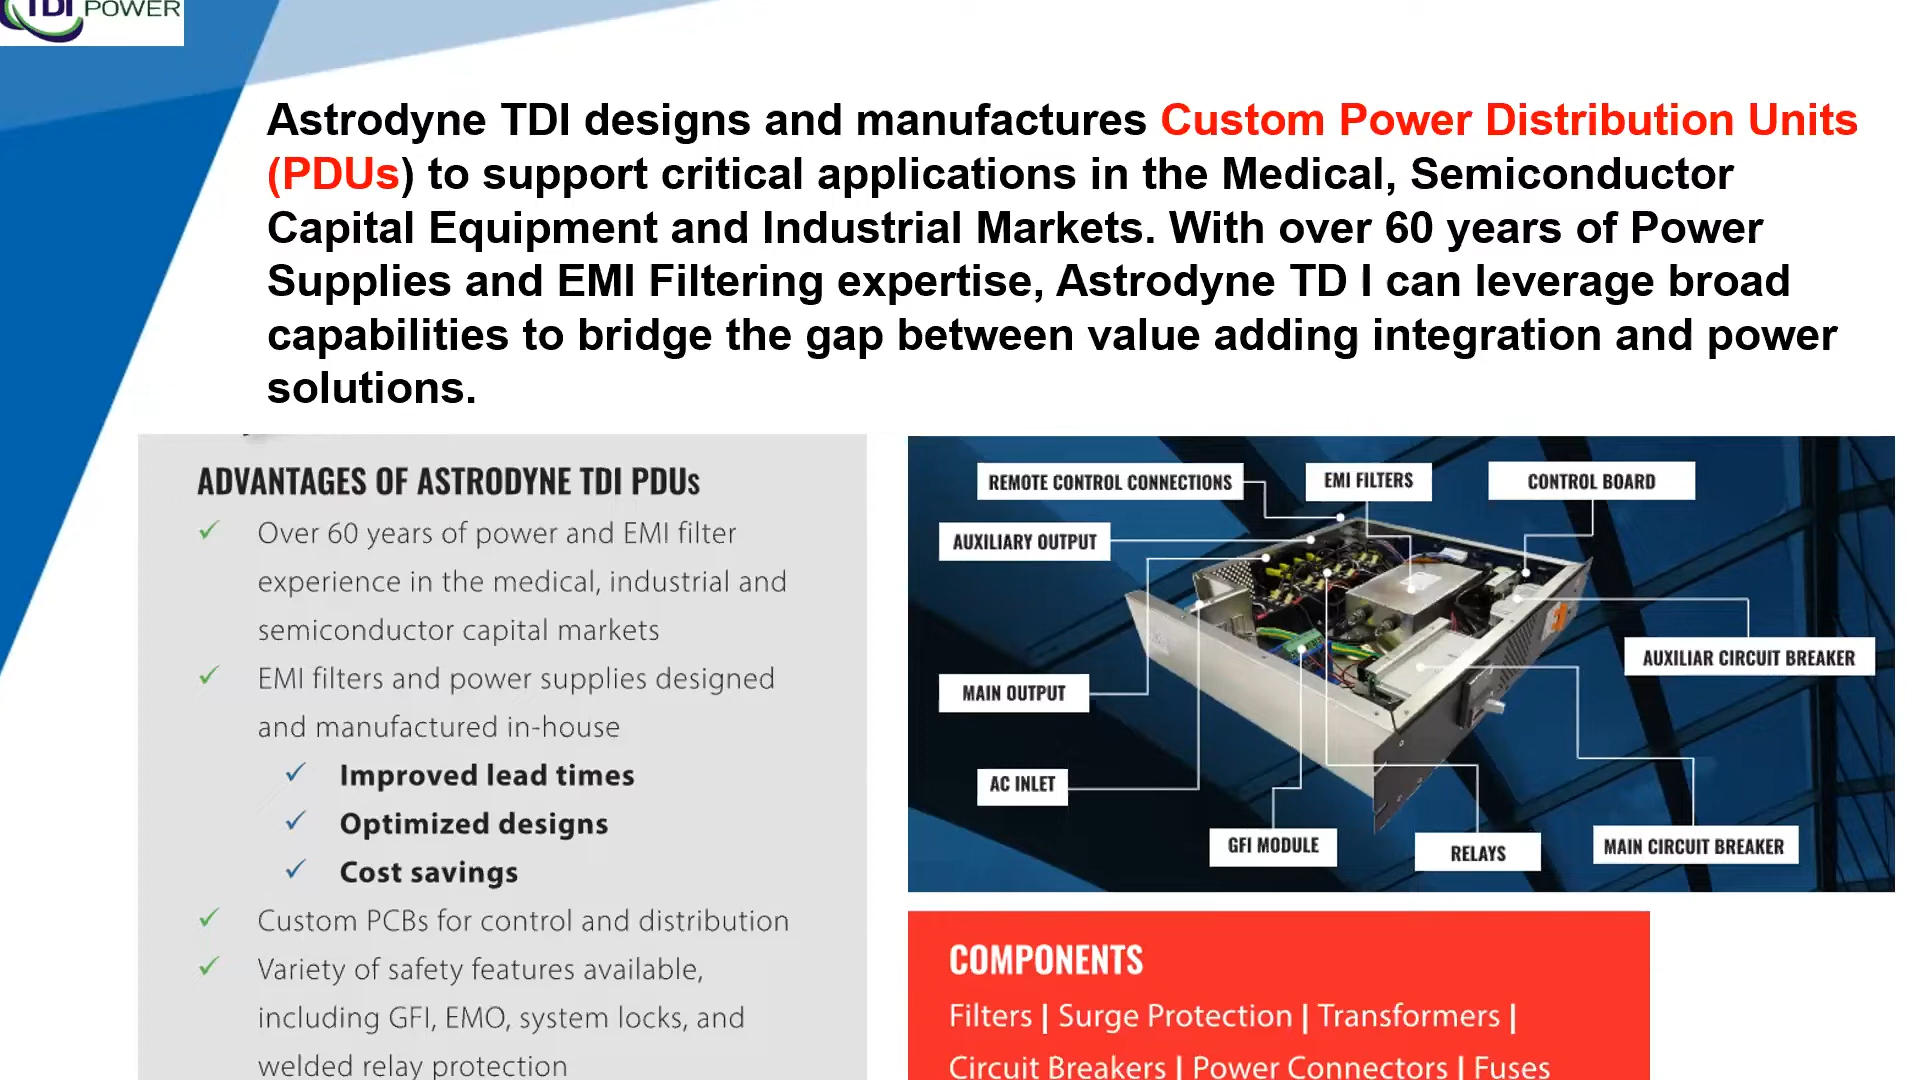 TDI POWER
Astrodyne TDI designs and manufactures Custom Power Distribution Units
(PDUs) to support critical applications in the Medical, Semiconductor
Capital Equipment and Industrial Markets. With over 60 years of Power
Supplies and EMI Filtering expertise, Astrodyne TD I can leverage broad
capabilities to bridge the gap between value adding integration and power
solutions.
ADVANTAGES OF ASTRODYNE TDI PDUs
Over 60 years of power and EMI filter
experience in the medical, industrial and
semiconductor capital markets
EMI filters and power supplies designed
and manufactured in-house
Improved lead times
Optimized designs
Cost savings
Custom PCBs for control and distribution
Variety of safety features available,
including GFI, EMO, system locks, and
welded relay protection
REMOTE CONTROL CONNECTIONS
EMI FILTERS
CONTROL BOARD
AUXILIARY OUTPUT
AUXILIAR CIRCUIT BREAKER
MAIN OUTPUT
AC INLET
GFI MODULE
RELAYS
MAIN CIRCUIT BREAKER
COMPONENTS
Filters | Surge Protection | Transformers |
Circuit Breakers | Power Connectors | Fuses